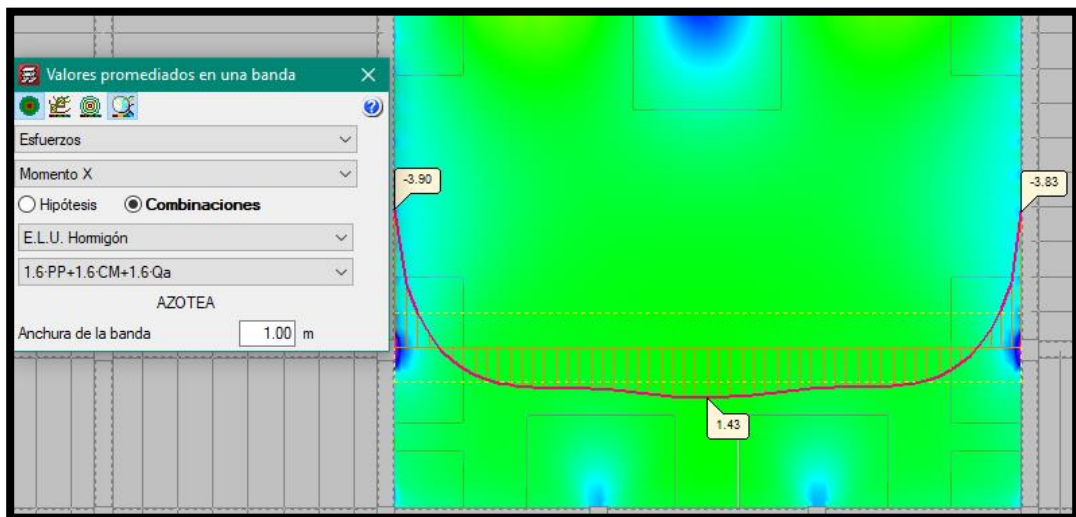 Valores promediados en una banda
Esfuerzos
Momento X
Hipótesis Combinaciones
E.L.U. Hormigón
1.6·PP+1.6·CM+1.6·Qa
AZOTEA
Anchura de la banda 1.00 m
-3.90
-3.83
1.43